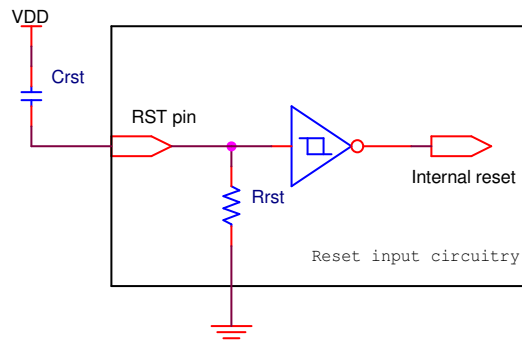 VDD
Crst
RST pin
Rrst
Internal reset
Reset input circuitry